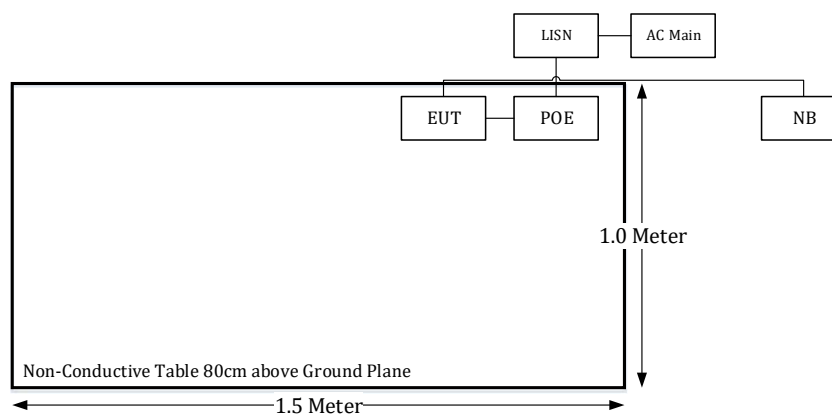 LISN
AC Main
EUT
POE
NB
1.0 Meter
Non-Conductive Table 80cm above Ground Plane
1.5 Meter